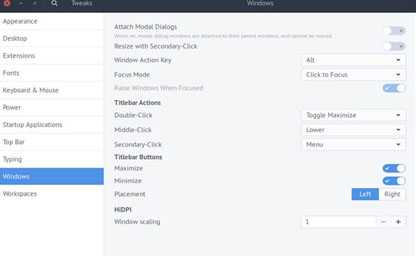 Tweaks
Windows
Appearance
Desktop
Extensions
Fonts
Keyboard & Mouse
Power
Startup Applications
Top Bar
Typing
Windows
Workspaces
Attach Modal Dialogs
When on, modal dialog windows are attached to their parent windows, and cannot be moved.
Resize with Secondary-Click
Window Action Key Alt
Focus Mode Click to Focus
Raise Windows When Focused
Titlebar Actions
Double-Click Toggle Maximize
Middle-Click Lower
Secondary-Click Menu
Titlebar Buttons
Maximize
Minimize
Placement Left Right
HiDPI
Window scaling 1 − +